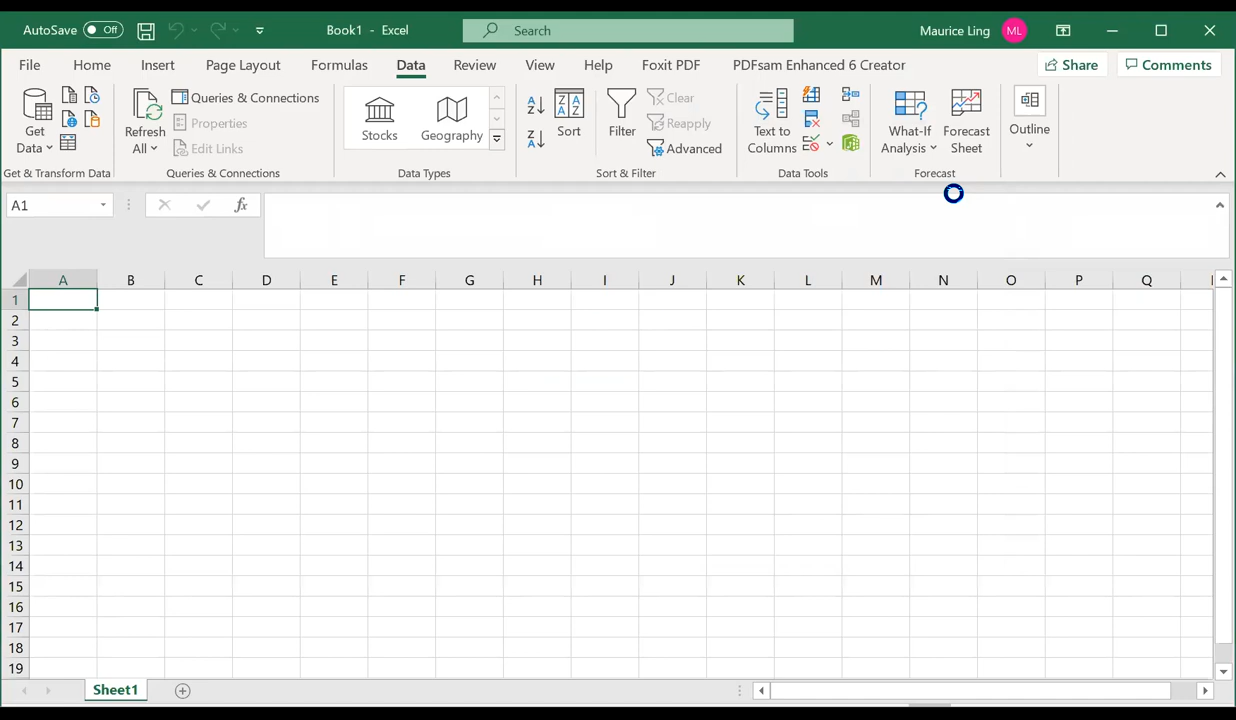 AutoSave Off Book1 - Excel Search Maurice Ling ML
File Home Insert Page Layout Formulas Data Review View Help Foxit PDF PDFsam Enhanced 6 Creator Share Comments
Get Data
Refresh All
Queries & Connections
Properties
Edit Links
Stocks
Geography
Sort
Filter
Clear
Reapply
Advanced
Text to Columns
What-If Analysis
Forecast Sheet
Outline
Get & Transform Data Queries & Connections Data Types Sort & Filter Data Tools Forecast
A1 fx
A B C D E F G H I J K L M N O P Q
1
2
3
4
5
6
7
8
9
10
11
12
13
14
15
16
17
18
19
Sheet1